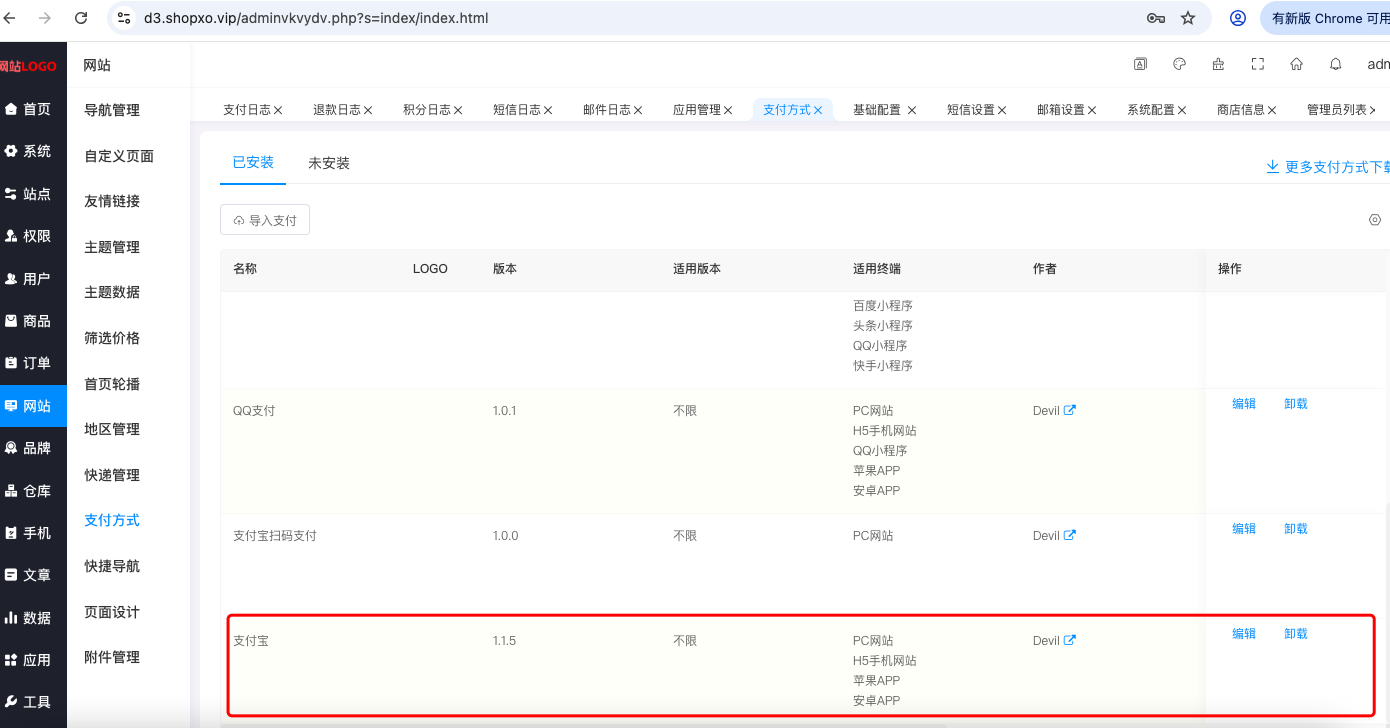 d3.shopxo.vip/adminvkvydv.php?s=index/index.html
有新版 Chrome 可用
网站LOGO
网站
adm
首页
系统
站点
权限
用户
商品
订单
网站
品牌
仓库
手机
文章
数据
应用
工具
导航管理
自定义页面
友情链接
主题管理
主题数据
筛选价格
首页轮播
地区管理
快递管理
支付方式
快捷导航
页面设计
附件管理
支付日志 退款日志 积分日志 短信日志 邮件日志 应用管理 支付方式 基础配置 短信设置 邮箱设置 系统配置 商店信息 管理员列表
已安装 未安装
更多支付方式下载
导入支付
名称 LOGO 版本 适用版本 适用终端 作者 操作
百度小程序
头条小程序
QQ小程序
快手小程序
QQ支付 1.0.1 不限 PC网站 Devil 编辑 卸载
H5手机网站
QQ小程序
苹果APP
安卓APP
支付宝扫码支付 1.0.0 不限 PC网站 Devil 编辑 卸载
支付宝 1.1.5 不限 PC网站 Devil 编辑 卸载
H5手机网站
苹果APP
安卓APP